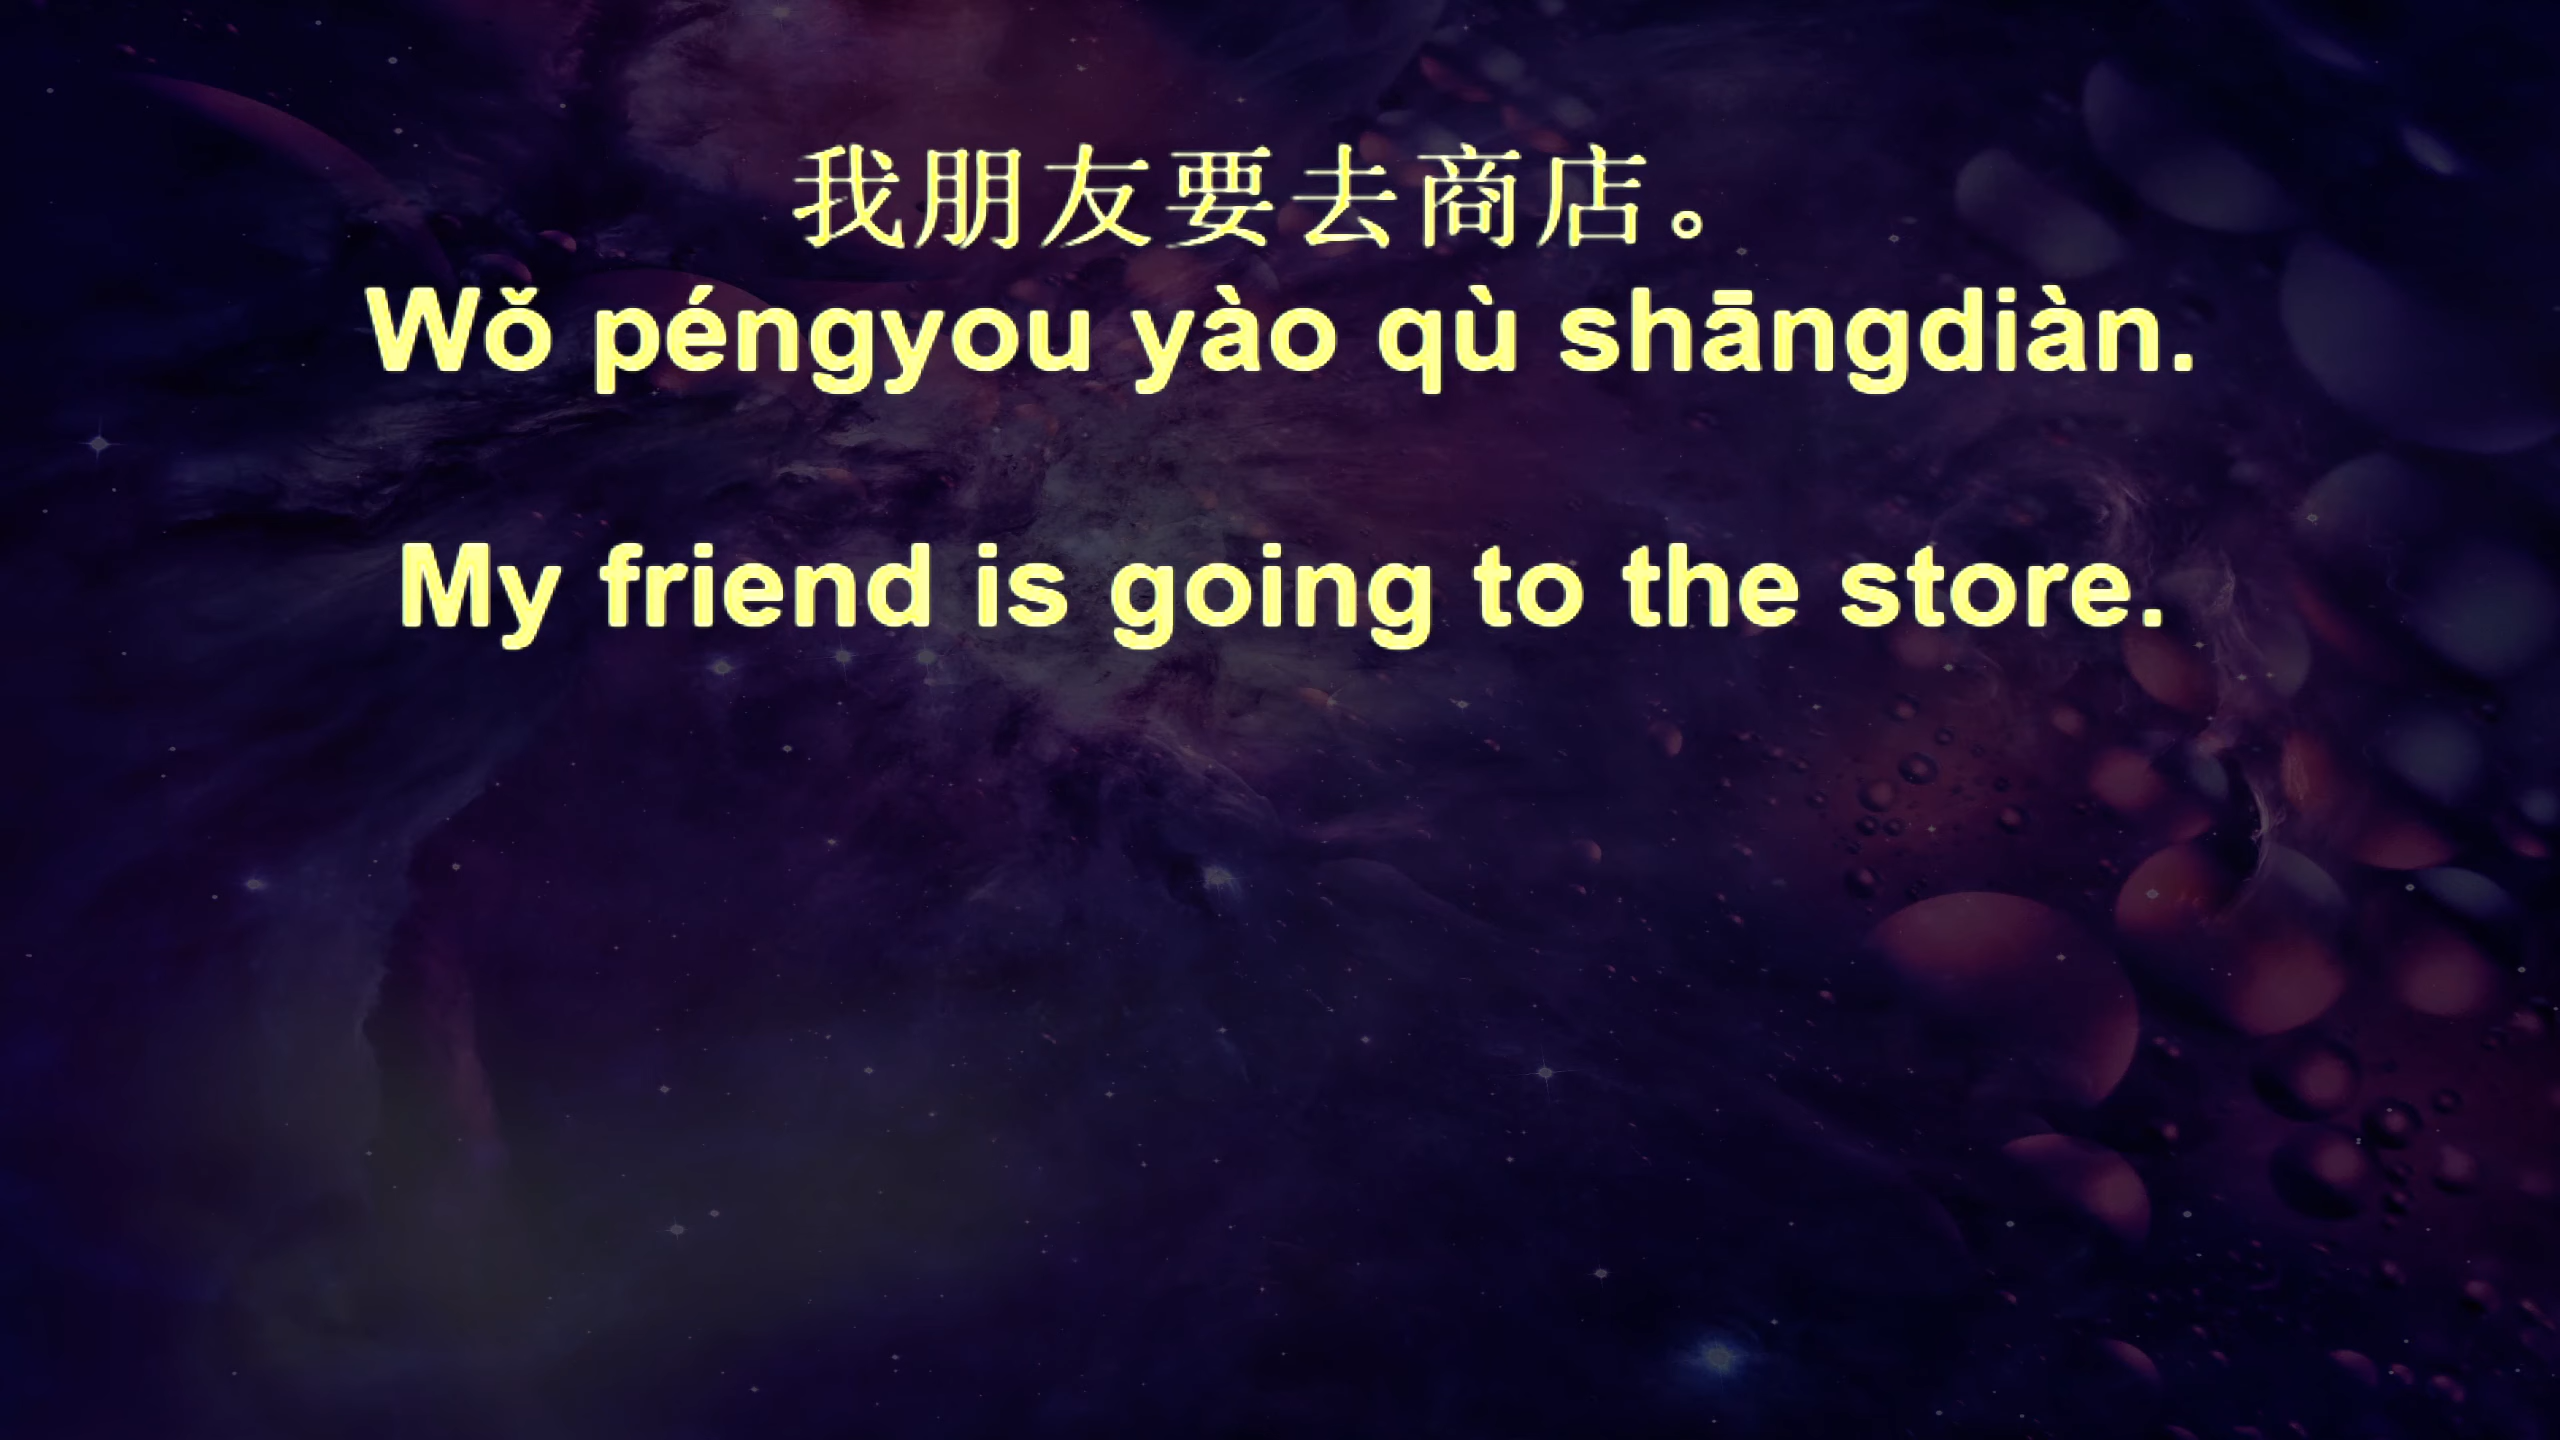 我朋友要去商店。
Wǒ péngyou yào qù shāngdiàn.
My friend is going to the store.